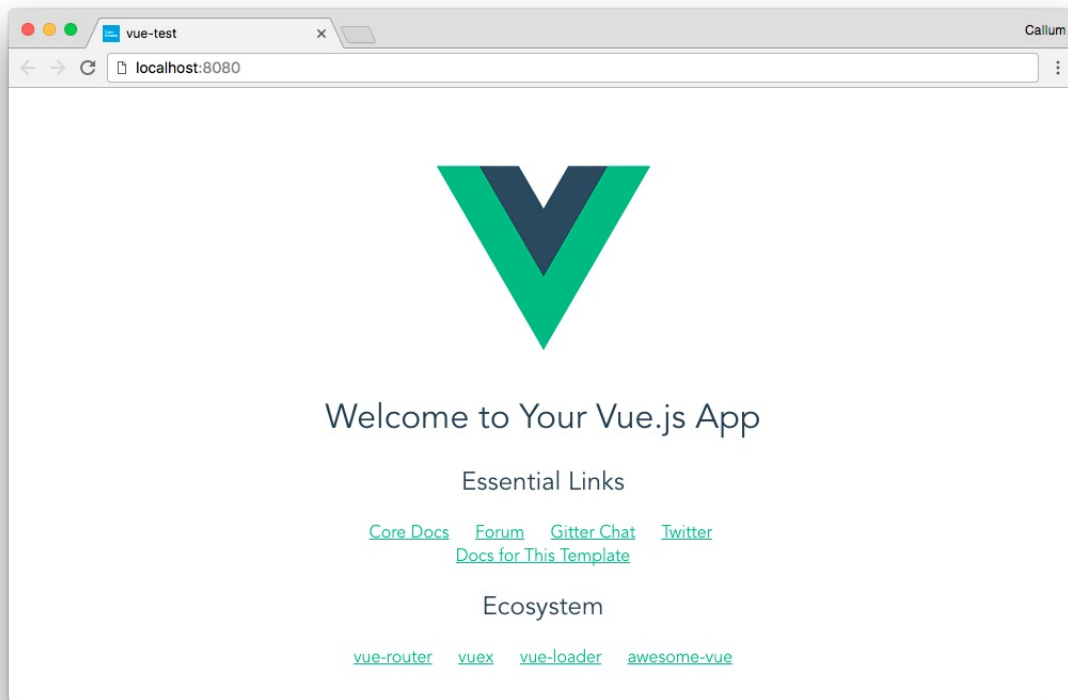 vue-test
Callum
localhost:8080
Welcome to Your Vue.js App
Essential Links
Core Docs Forum Gitter Chat Twitter
Docs for This Template
Ecosystem
vue-router vuex vue-loader awesome-vue